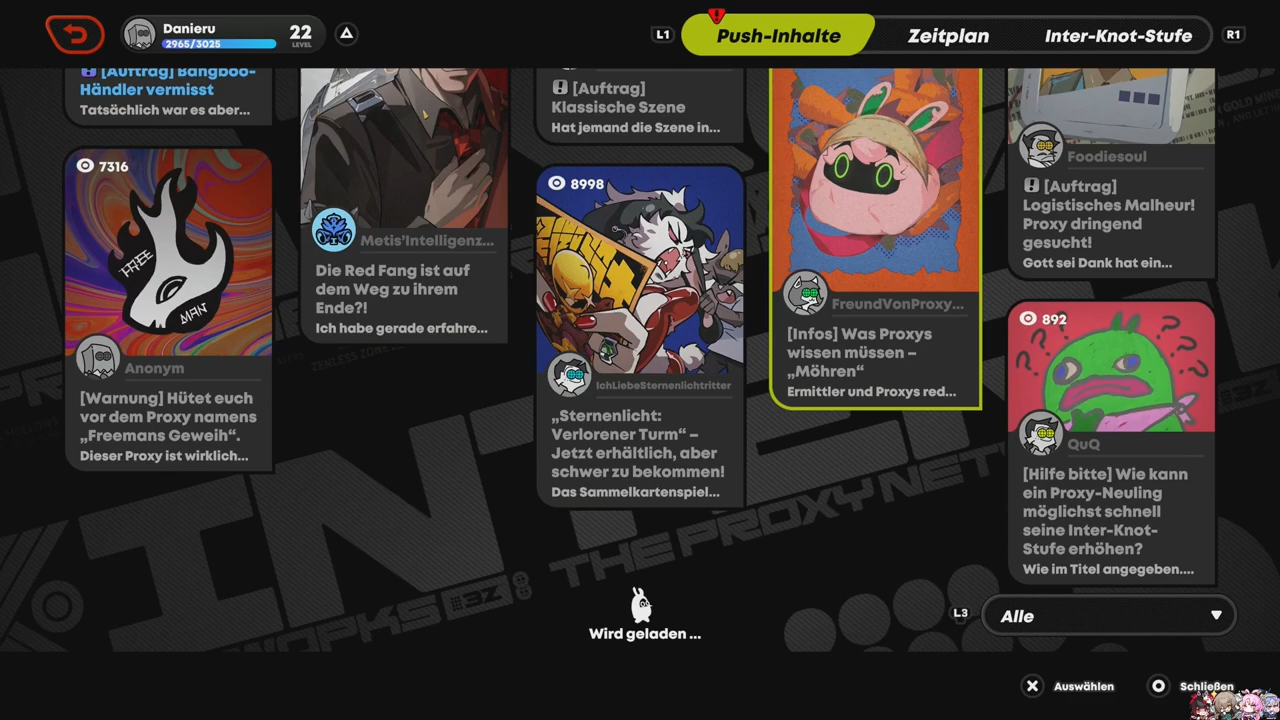 Danieru
2965/3025
22
LEVEL
L1
Push-Inhalte
Zeitplan
Inter-Knot-Stufe
R1
[Auftrag] Bangboo-
Händler vermisst
Tatsächlich war es aber...
7316
FREE
MAN
Anonym
[Warnung] Hütet euch
vor dem Proxy namens
„Freemans Geweih“.
Dieser Proxy ist wirklich...
Metis'Intelligenz...
Die Red Fang ist auf
dem Weg zu ihrem
Ende?!
Ich habe gerade erfahre...
[Auftrag]
Klassische Szene
Hat jemand die Szene in...
8998
IchLiebeSternenlichtritter
„Sternenlicht:
Verlorener Turm“ –
Jetzt erhältlich, aber
schwer zu bekommen!
Das Sammelkartenspiel...
FreundVonProxy...
[Infos] Was Proxys
wissen müssen –
„Möhren“
Ermittler und Proxys red...
Foodiesoul
[Auftrag]
Logistisches Malheur!
Proxy dringend
gesucht!
Gott sei Dank hat ein...
892
QuQ
[Hilfe bitte] Wie kann
ein Proxy-Neuling
möglichst schnell
seine Inter-Knot-
Stufe erhöhen?
Wie im Titel angegeben....
THE PROXY NETWORKS
Wird geladen ...
L3
Alle
Auswählen
Schließen